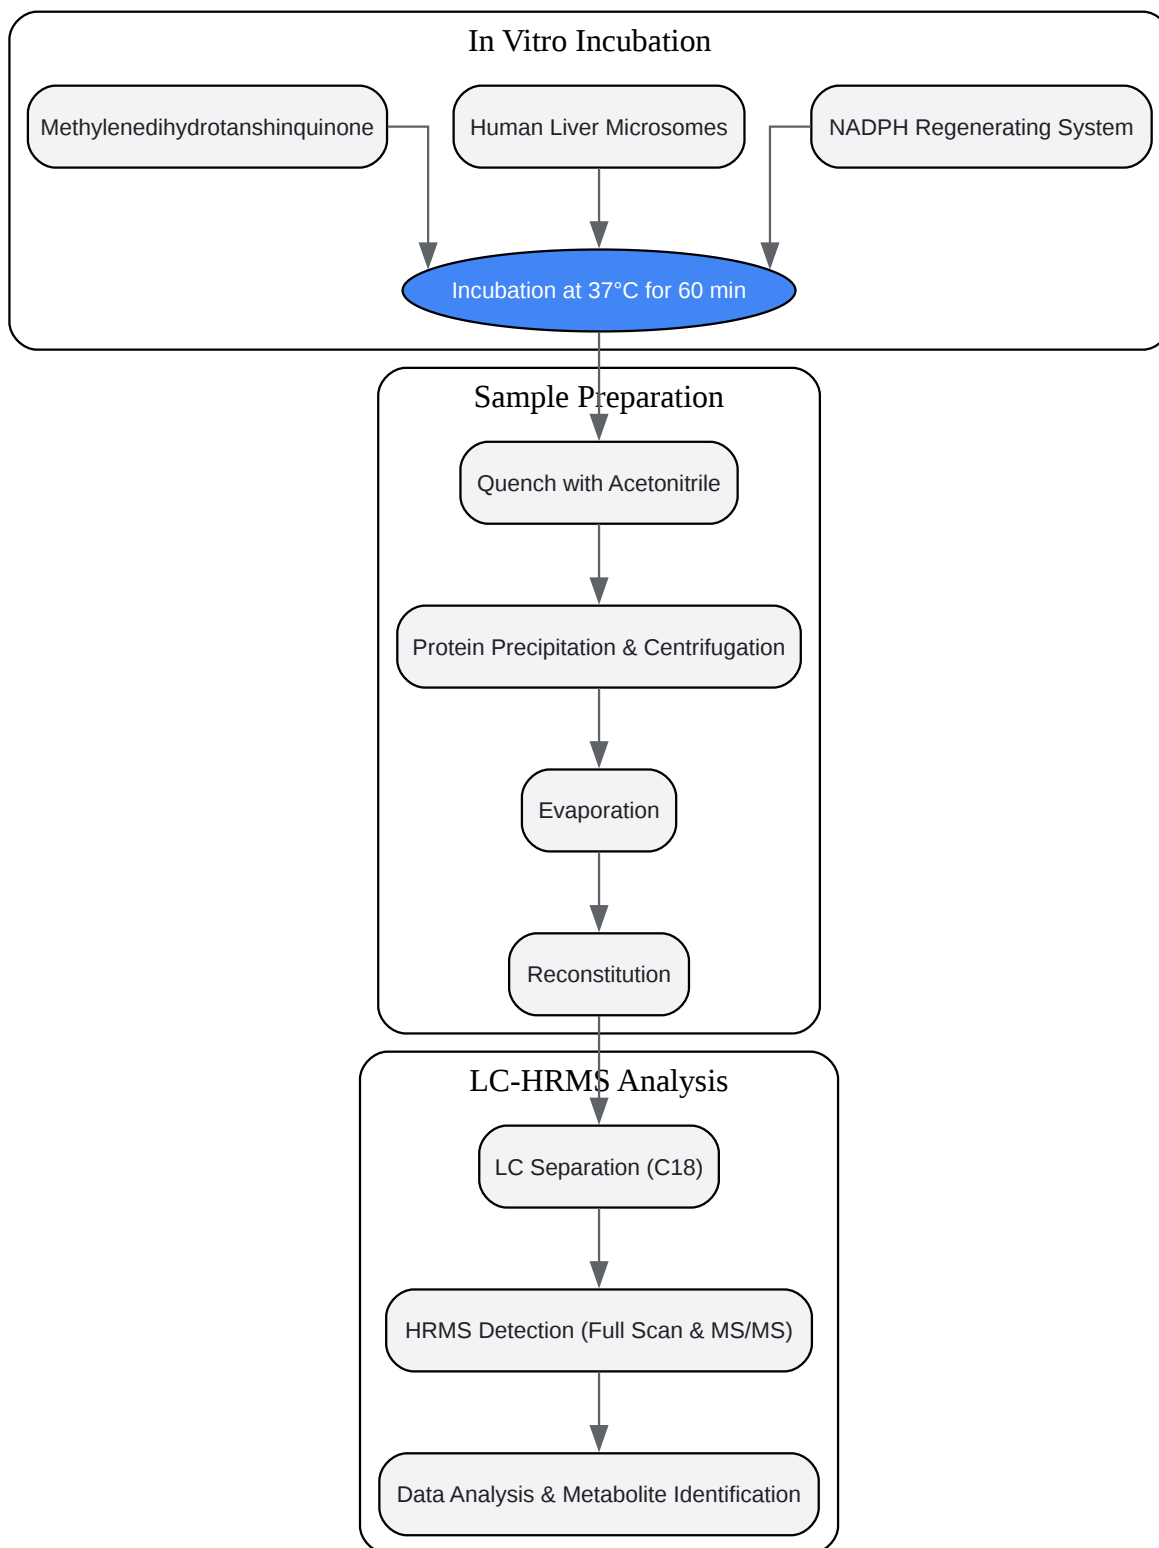 In Vitro Incubation
Methylenedihydrotanshinquinone
Human Liver Microsomes
NADPH Regenerating System
Incubation at 37°C for 60 min
Sample Preparation
Quench with Acetonitrile
Protein Precipitation & Centrifugation
Evaporation
Reconstitution
LC-HRMS Analysis
LC Separation (C18)
HRMS Detection (Full Scan & MS/MS)
Data Analysis & Metabolite Identification